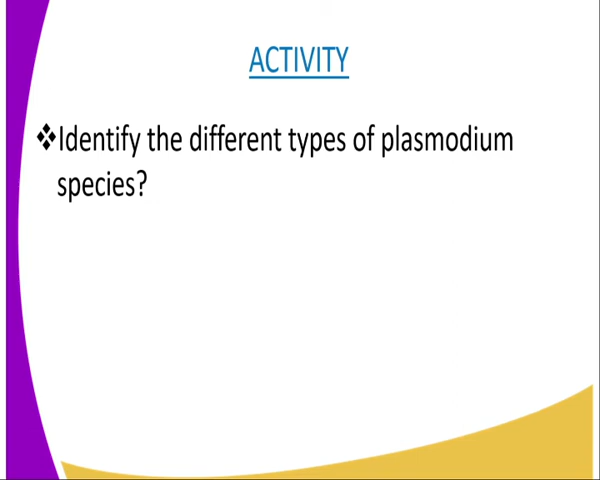 ACTIVITY
❖Identify the different types of plasmodium
species?